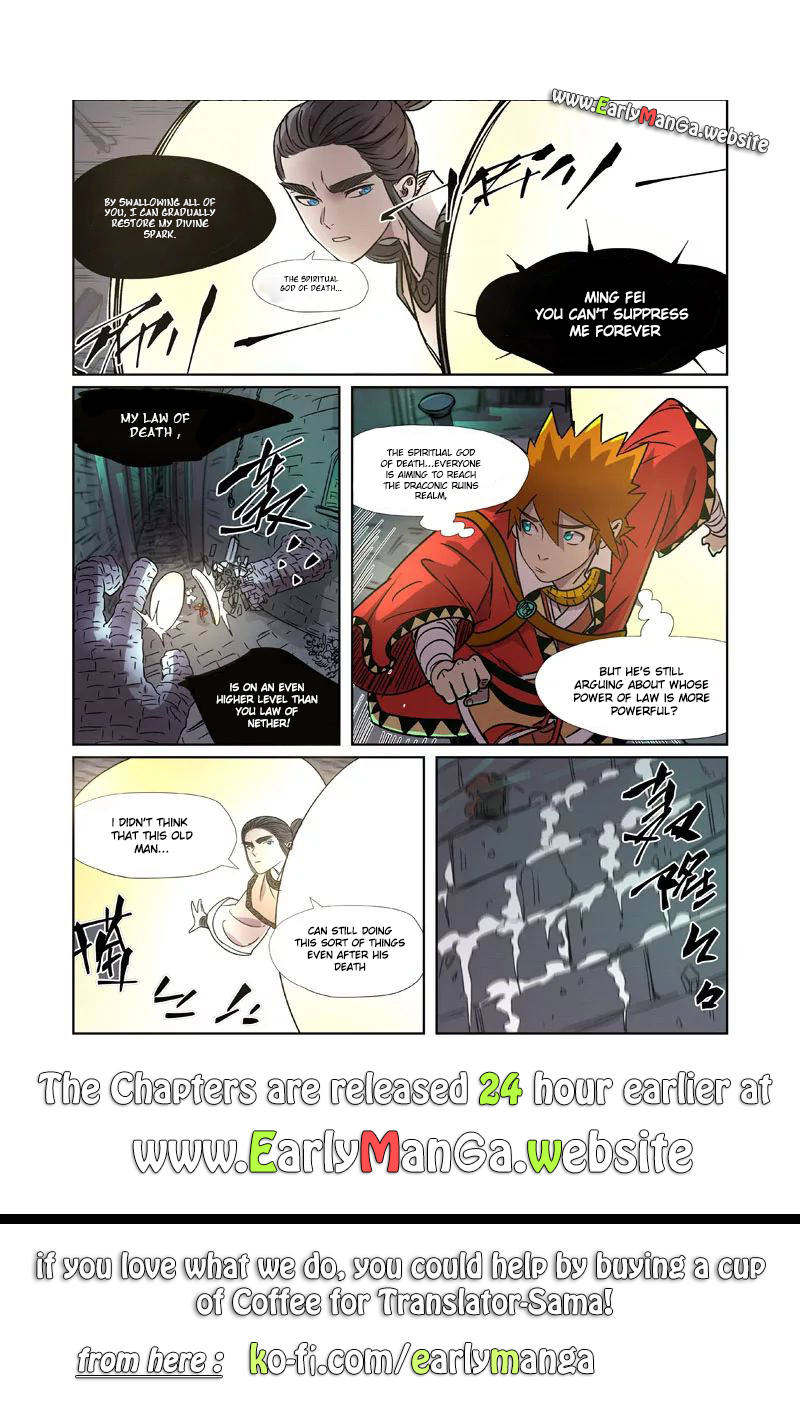 www.EarlyManGa.website
BY SWALLOWING ALL OF
YOU, I CAN GRADUALLY
RESTORE MY DIVINE
SPARK.
THE SPIRITUAL
GOD OF DEATH...
MING FEI
YOU CAN'T SUPPRESS
ME FOREVER
MY LAW OF
DEATH ,
IS ON AN EVEN
HIGHER LEVEL THAN
YOU LAW OF
NETHER!
THE SPIRITUAL GOD
OF DEATH...EVERYONE
IS AIMING TO REACH
THE DRACONIC RUINS
REALM,
BUT HE'S STILL
ARGUING ABOUT WHOSE
POWER OF LAW IS MORE
POWERFUL?
I DIDN'T THINK
THAT THIS OLD
MAN...
CAN STILL DOING
THIS SORT OF THINGS
EVEN AFTER HIS
DEATH
The Chapters are released 24 hour earlier at
www.EarlyManGa.website
if you love what we do, you could help by buying a cup
of Coffee for Translator-Sama!
from here : ko-fi.com/earlymanga